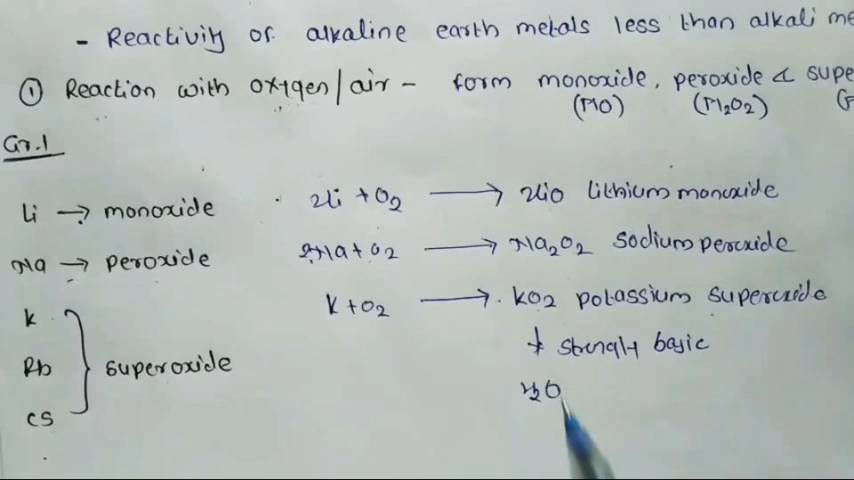 - Reactivity of alkaline earth metals less than alkali me
① Reaction with oxygen/air - form monoxide, peroxide & supe
(MO) (M2O2)
Gr.1
Li → monoxide 2Li + O2 → 2LiO Lithium monoxide
Na → peroxide 2Na + O2 → Na2O2 Sodium peroxide
K K + O2 → KO2 potassium superoxide
Rb superoxide ↓ strongly basic
Cs H2O